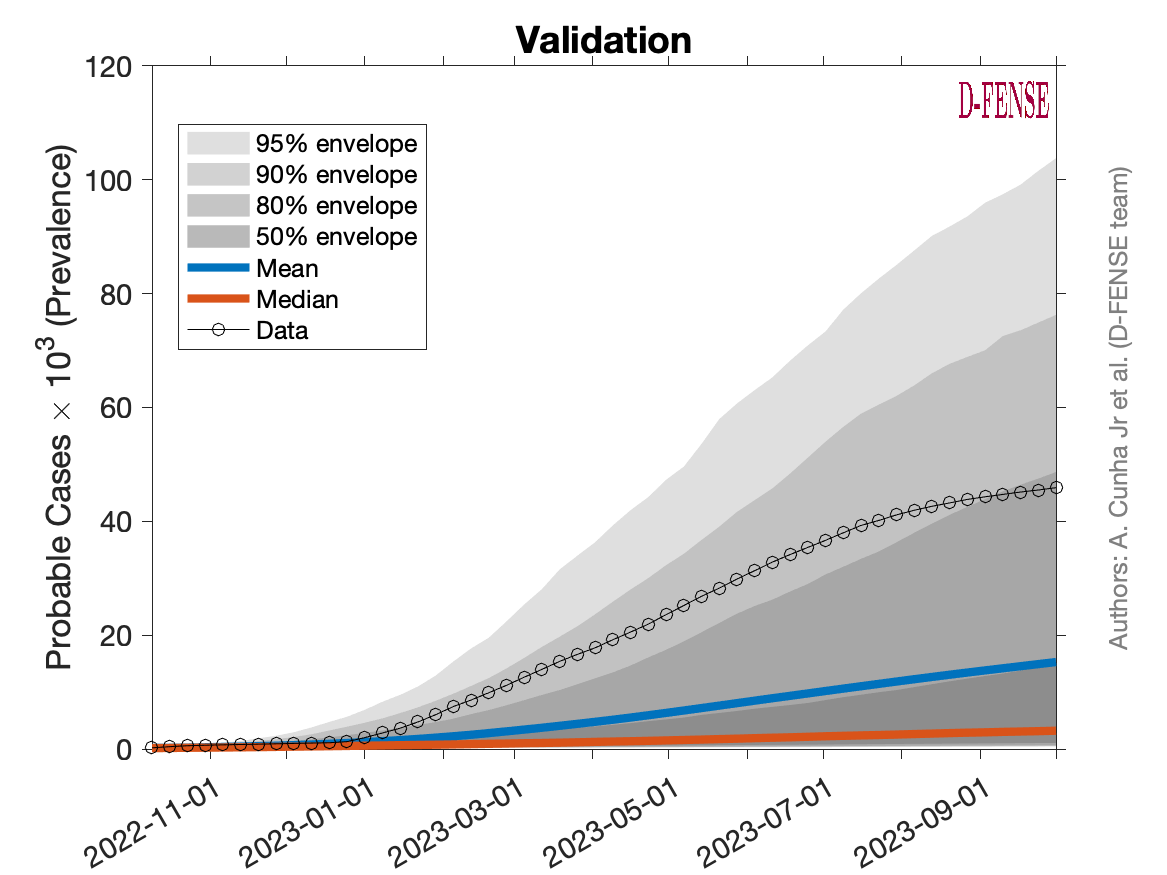 Validation
D-FENSE
120
100
80
60
40
20
0
Probable Cases × 10³ (Prevalence)
95% envelope
90% envelope
80% envelope
50% envelope
Mean
Median
Data
2022-11-01
2023-01-01
2023-03-01
2023-05-01
2023-07-01
2023-09-01
Authors: A. Cunha Jr et al. (D-FENSE team)